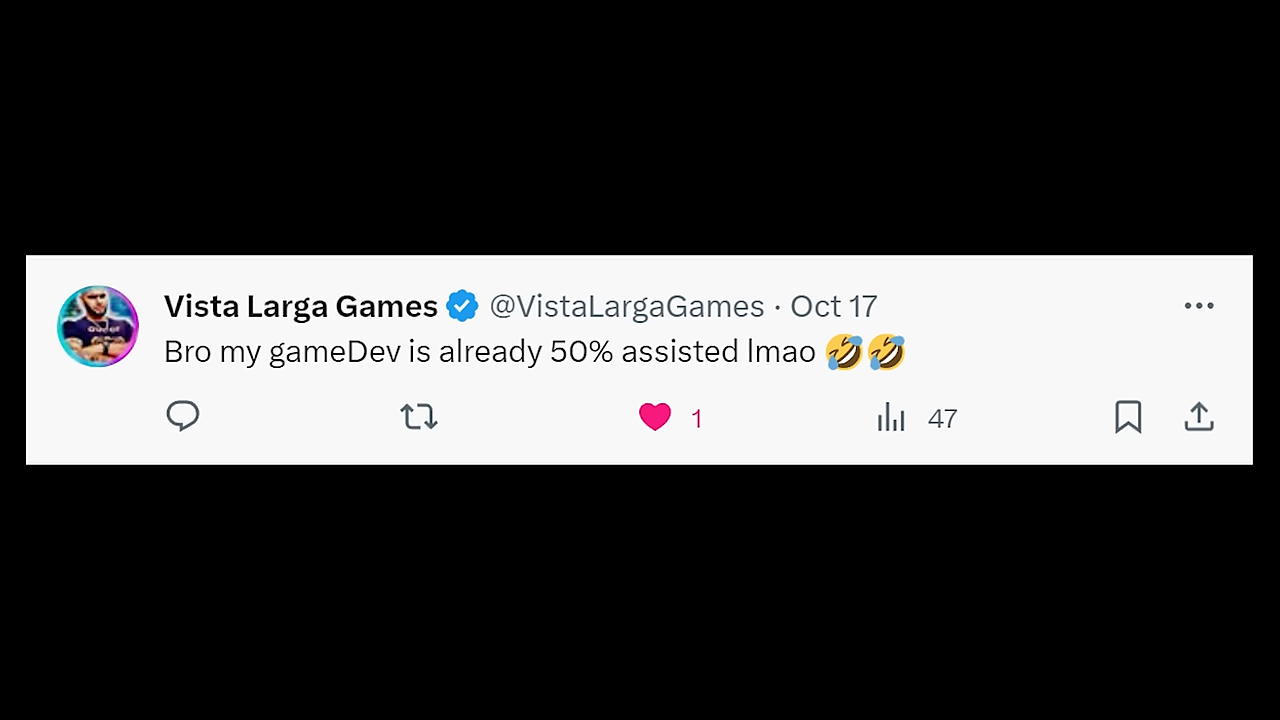 Vista Larga Games @VistaLargaGames · Oct 17
Bro my gameDev is already 50% assisted lmao 🤣🤣
1 47